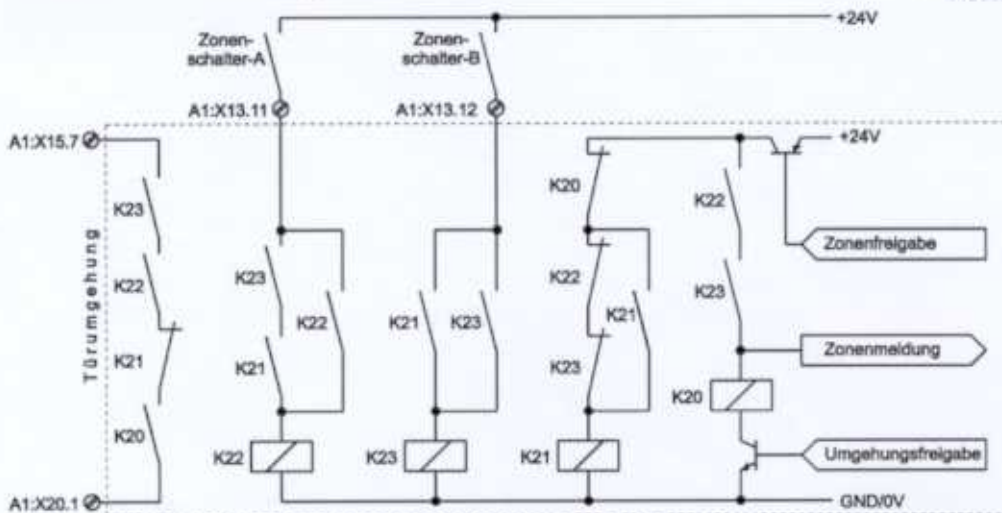 +24V
Zonen-
schalter-A
Zonen-
schalter-B
A1:X13.11
A1:X13.12
A1:X15.7
+24V
K20
K23
K22
Zonenfreigabe
Türumgehung
K22
K23
K22
K21
K23
K22
K21
K23
K21
K21
K23
Zonenmeldung
K20
K20
K22
K23
K21
Umgehungsfreigabe
A1:X20.1
GND/0V